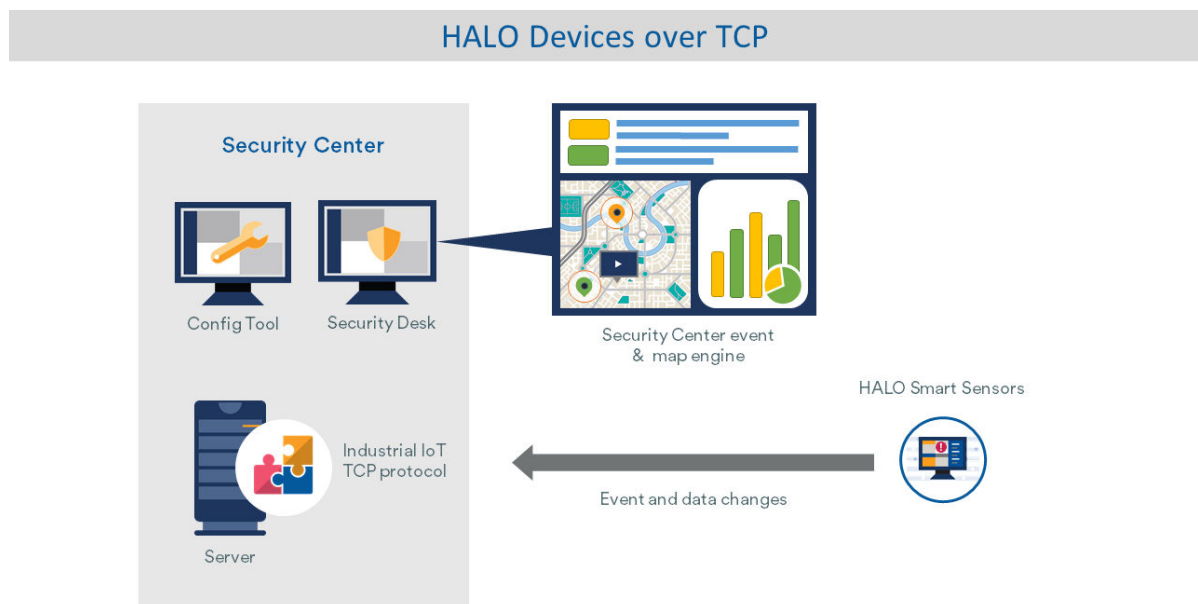 HALO Devices over TCP
Security Center
Config Tool
Security Desk
Security Center event
& map engine
HALO Smart Sensors
Industrial IoT
TCP protocol
Event and data changes
Server